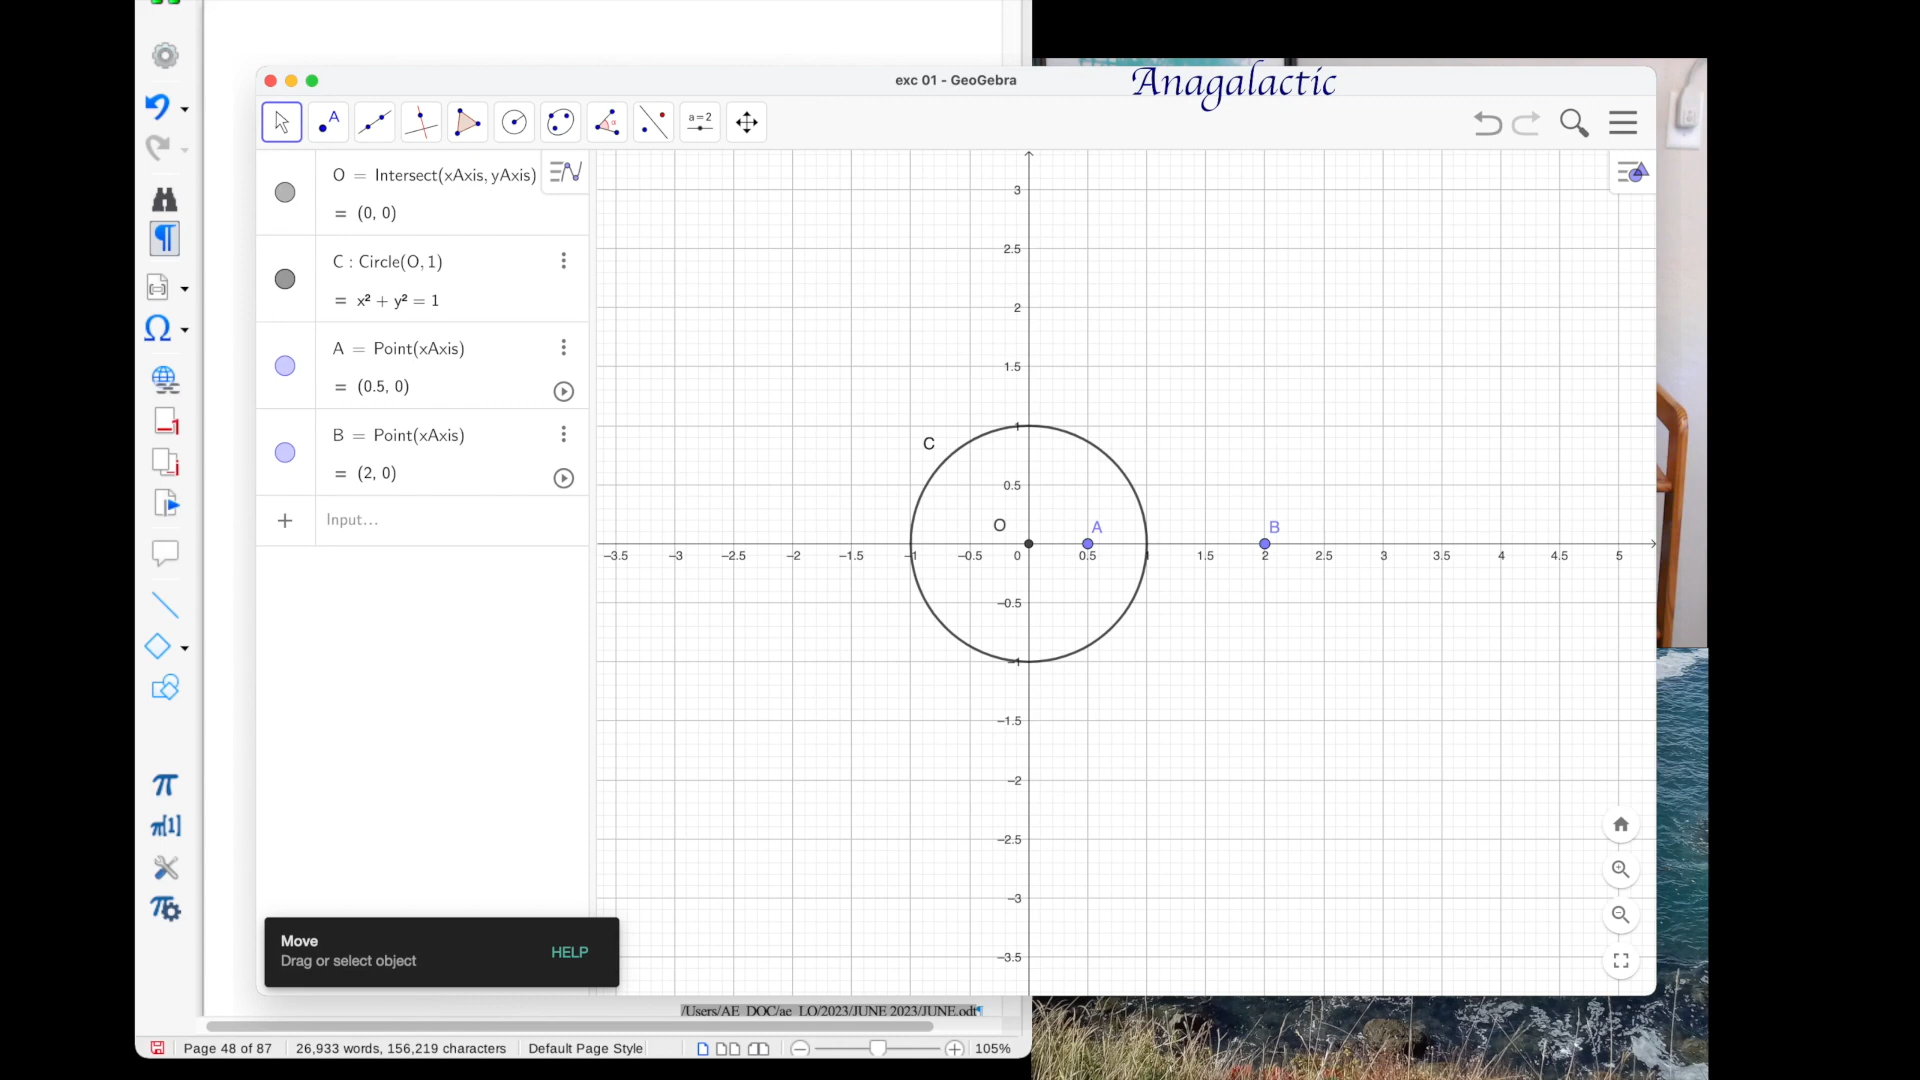 exc 01 - GeoGebra
Anagalactic
A
α
a=2
O = Intersect(xAxis, yAxis)
= (0, 0)
C : Circle(O, 1)
= x² + y² = 1
A = Point(xAxis)
= (0.5, 0)
B = Point(xAxis)
= (2, 0)
+ Input...
3
2.5
2
1.5
1
0.5
C
O
A
B
−3.5 −3 −2.5 −2 −1.5 −1 −0.5 0 0.5 1 1.5 2 2.5 3 3.5 4 4.5 5
−0.5
−1
−1.5
−2
−2.5
−3
−3.5
¶
Ω
1
i
π
π[1]
π
Move
Drag or select object
HELP
/Users/AE_DOC/ae_LO/2023/JUNE 2023/JUNE.odt¶
Page 48 of 87 26,933 words, 156,219 characters Default Page Style 105%